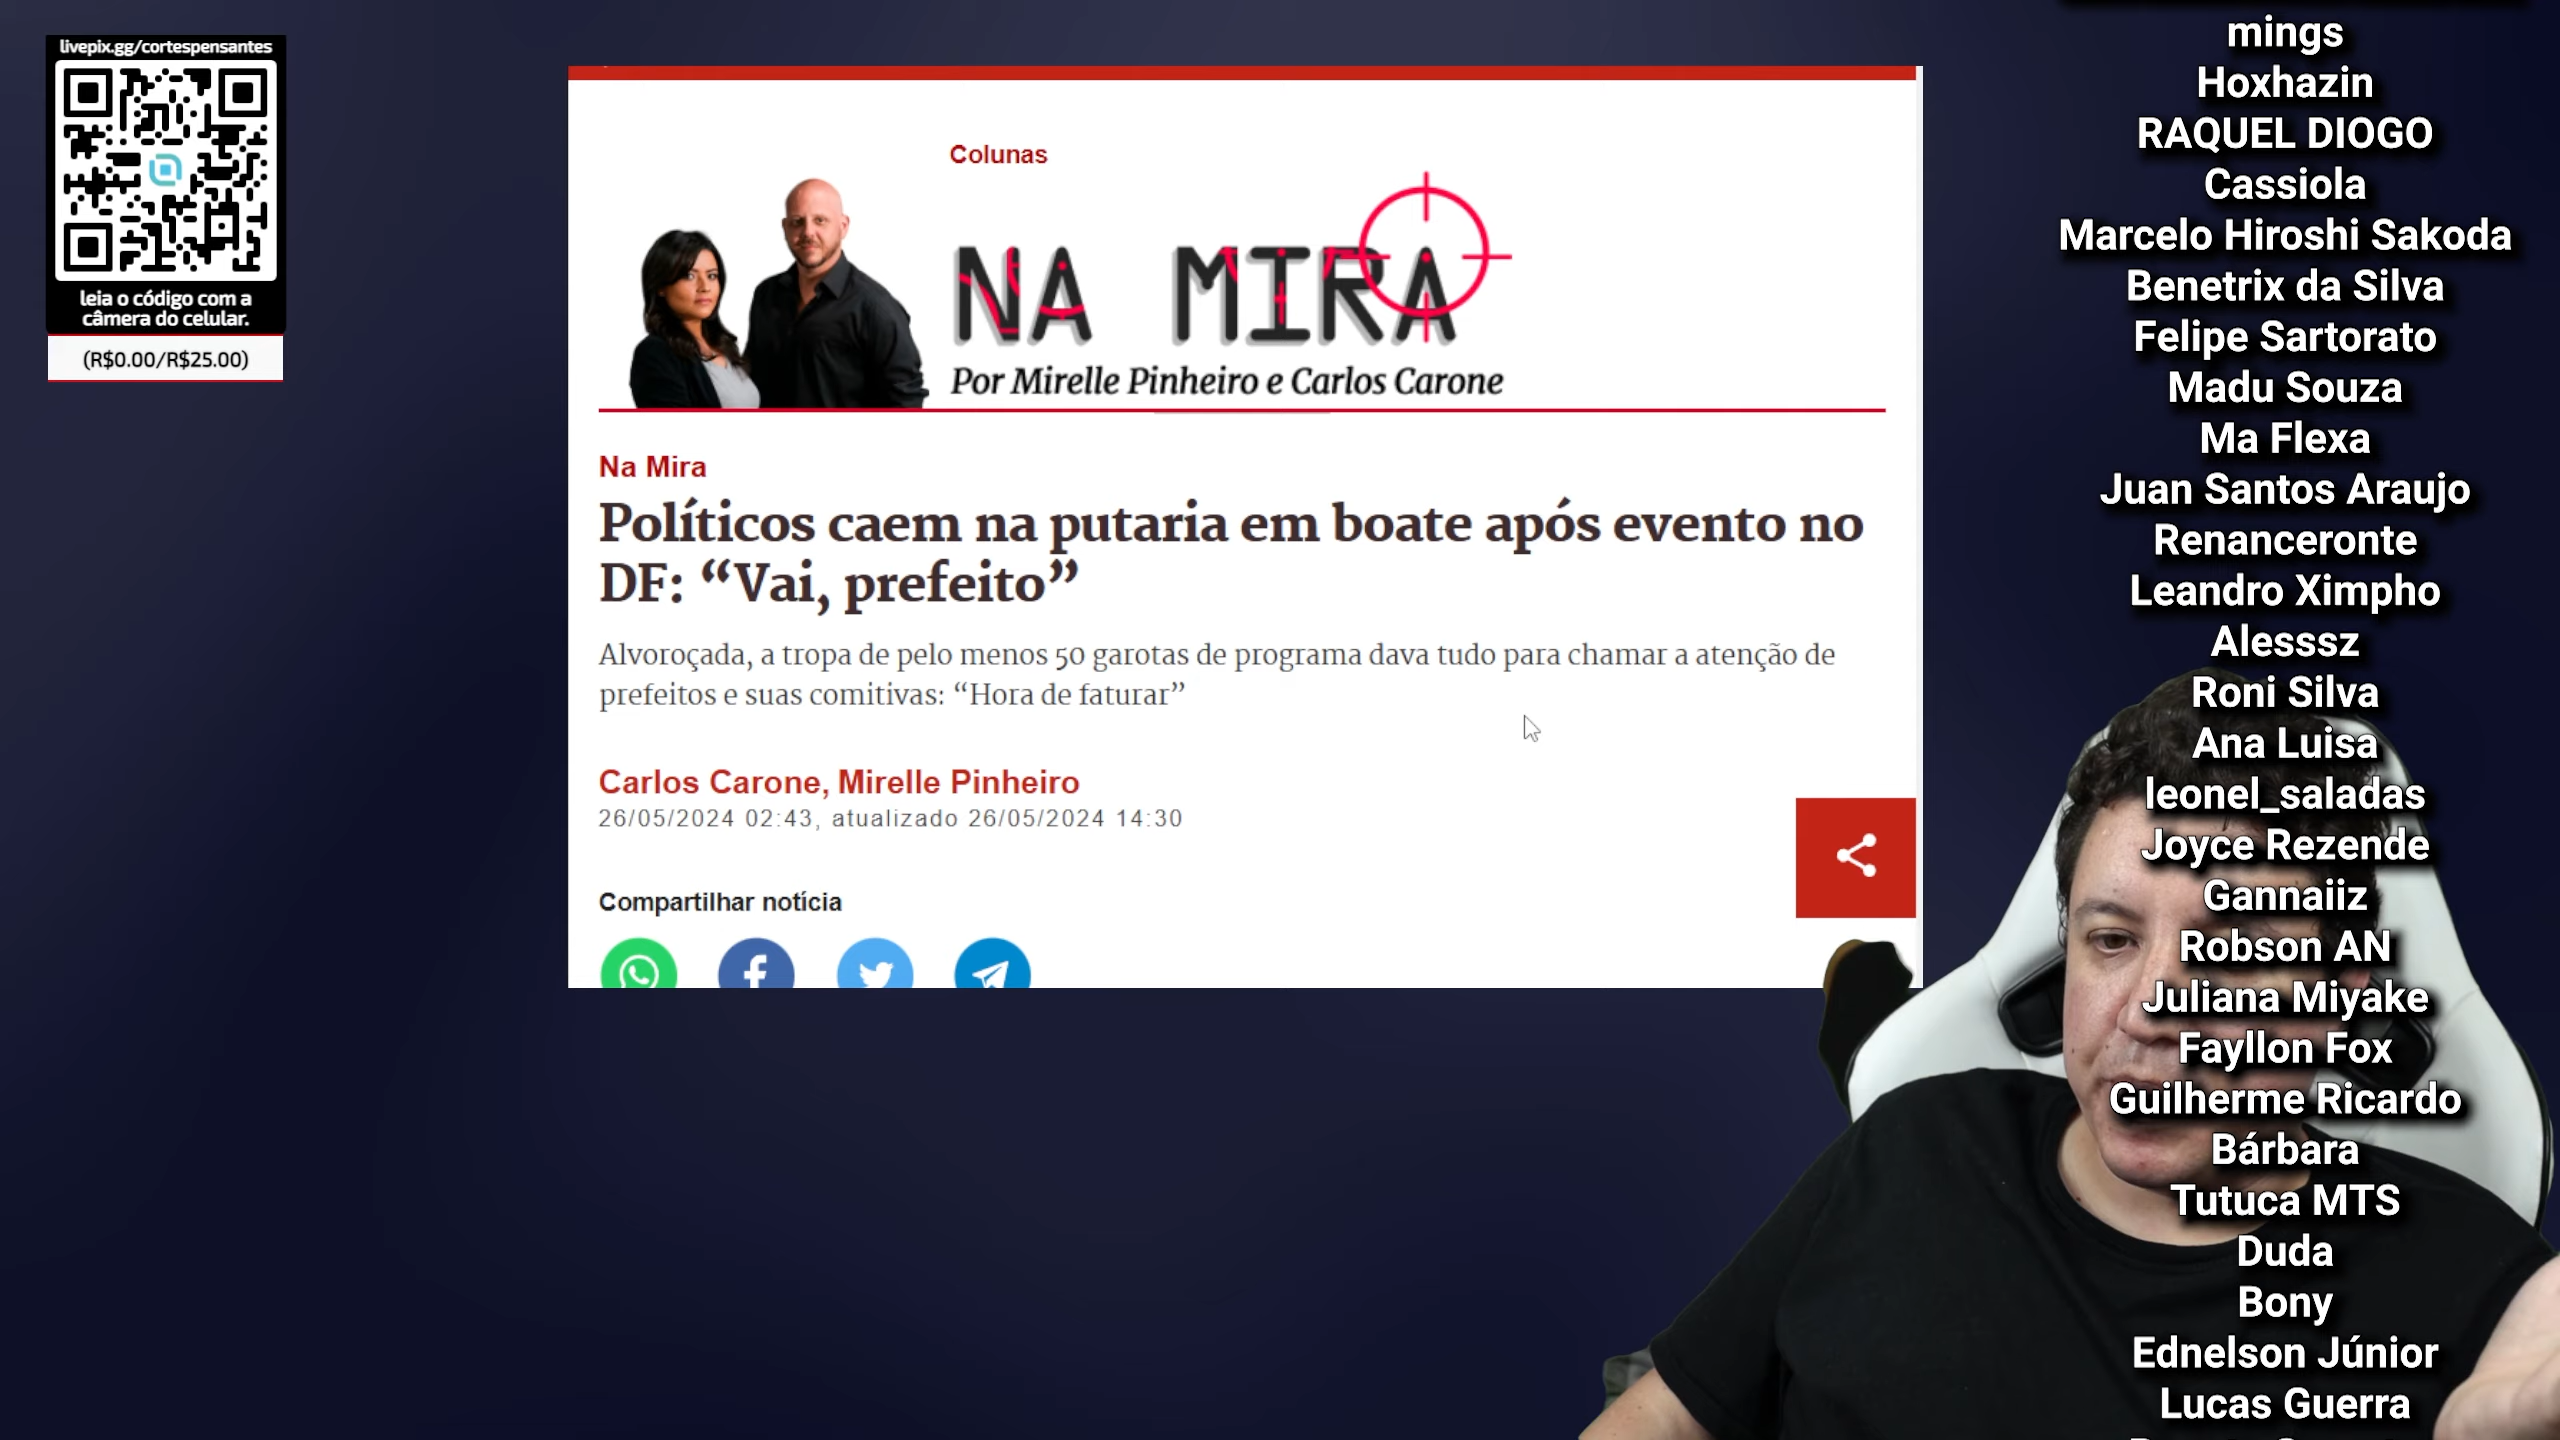 livepix.gg/cortespensantes
leia o código com a
câmera do celular.
(R$0.00/R$25.00)
Colunas
NA MIRA
Por Mirelle Pinheiro e Carlos Carone
Na Mira
Políticos caem na putaria em boate após evento no
DF: “Vai, prefeito”
Alvoroçada, a tropa de pelo menos 50 garotas de programa dava tudo para chamar a atenção de
prefeitos e suas comitivas: “Hora de faturar”
Carlos Carone, Mirelle Pinheiro
26/05/2024 02:43, atualizado 26/05/2024 14:30
Compartilhar notícia
mings
Hoxhazin
RAQUEL DIOGO
Cassiola
Marcelo Hiroshi Sakoda
Benetrix da Silva
Felipe Sartorato
Madu Souza
Ma Flexa
Juan Santos Araujo
Renanceronte
Leandro Ximpho
Alesssz
Roni Silva
Ana Luisa
leonel_saladas
Joyce Rezende
Gannaiiz
Robson AN
Juliana Miyake
Fayllon Fox
Guilherme Ricardo
Bárbara
Tutuca MTS
Duda
Bony
Ednelson Júnior
Lucas Guerra